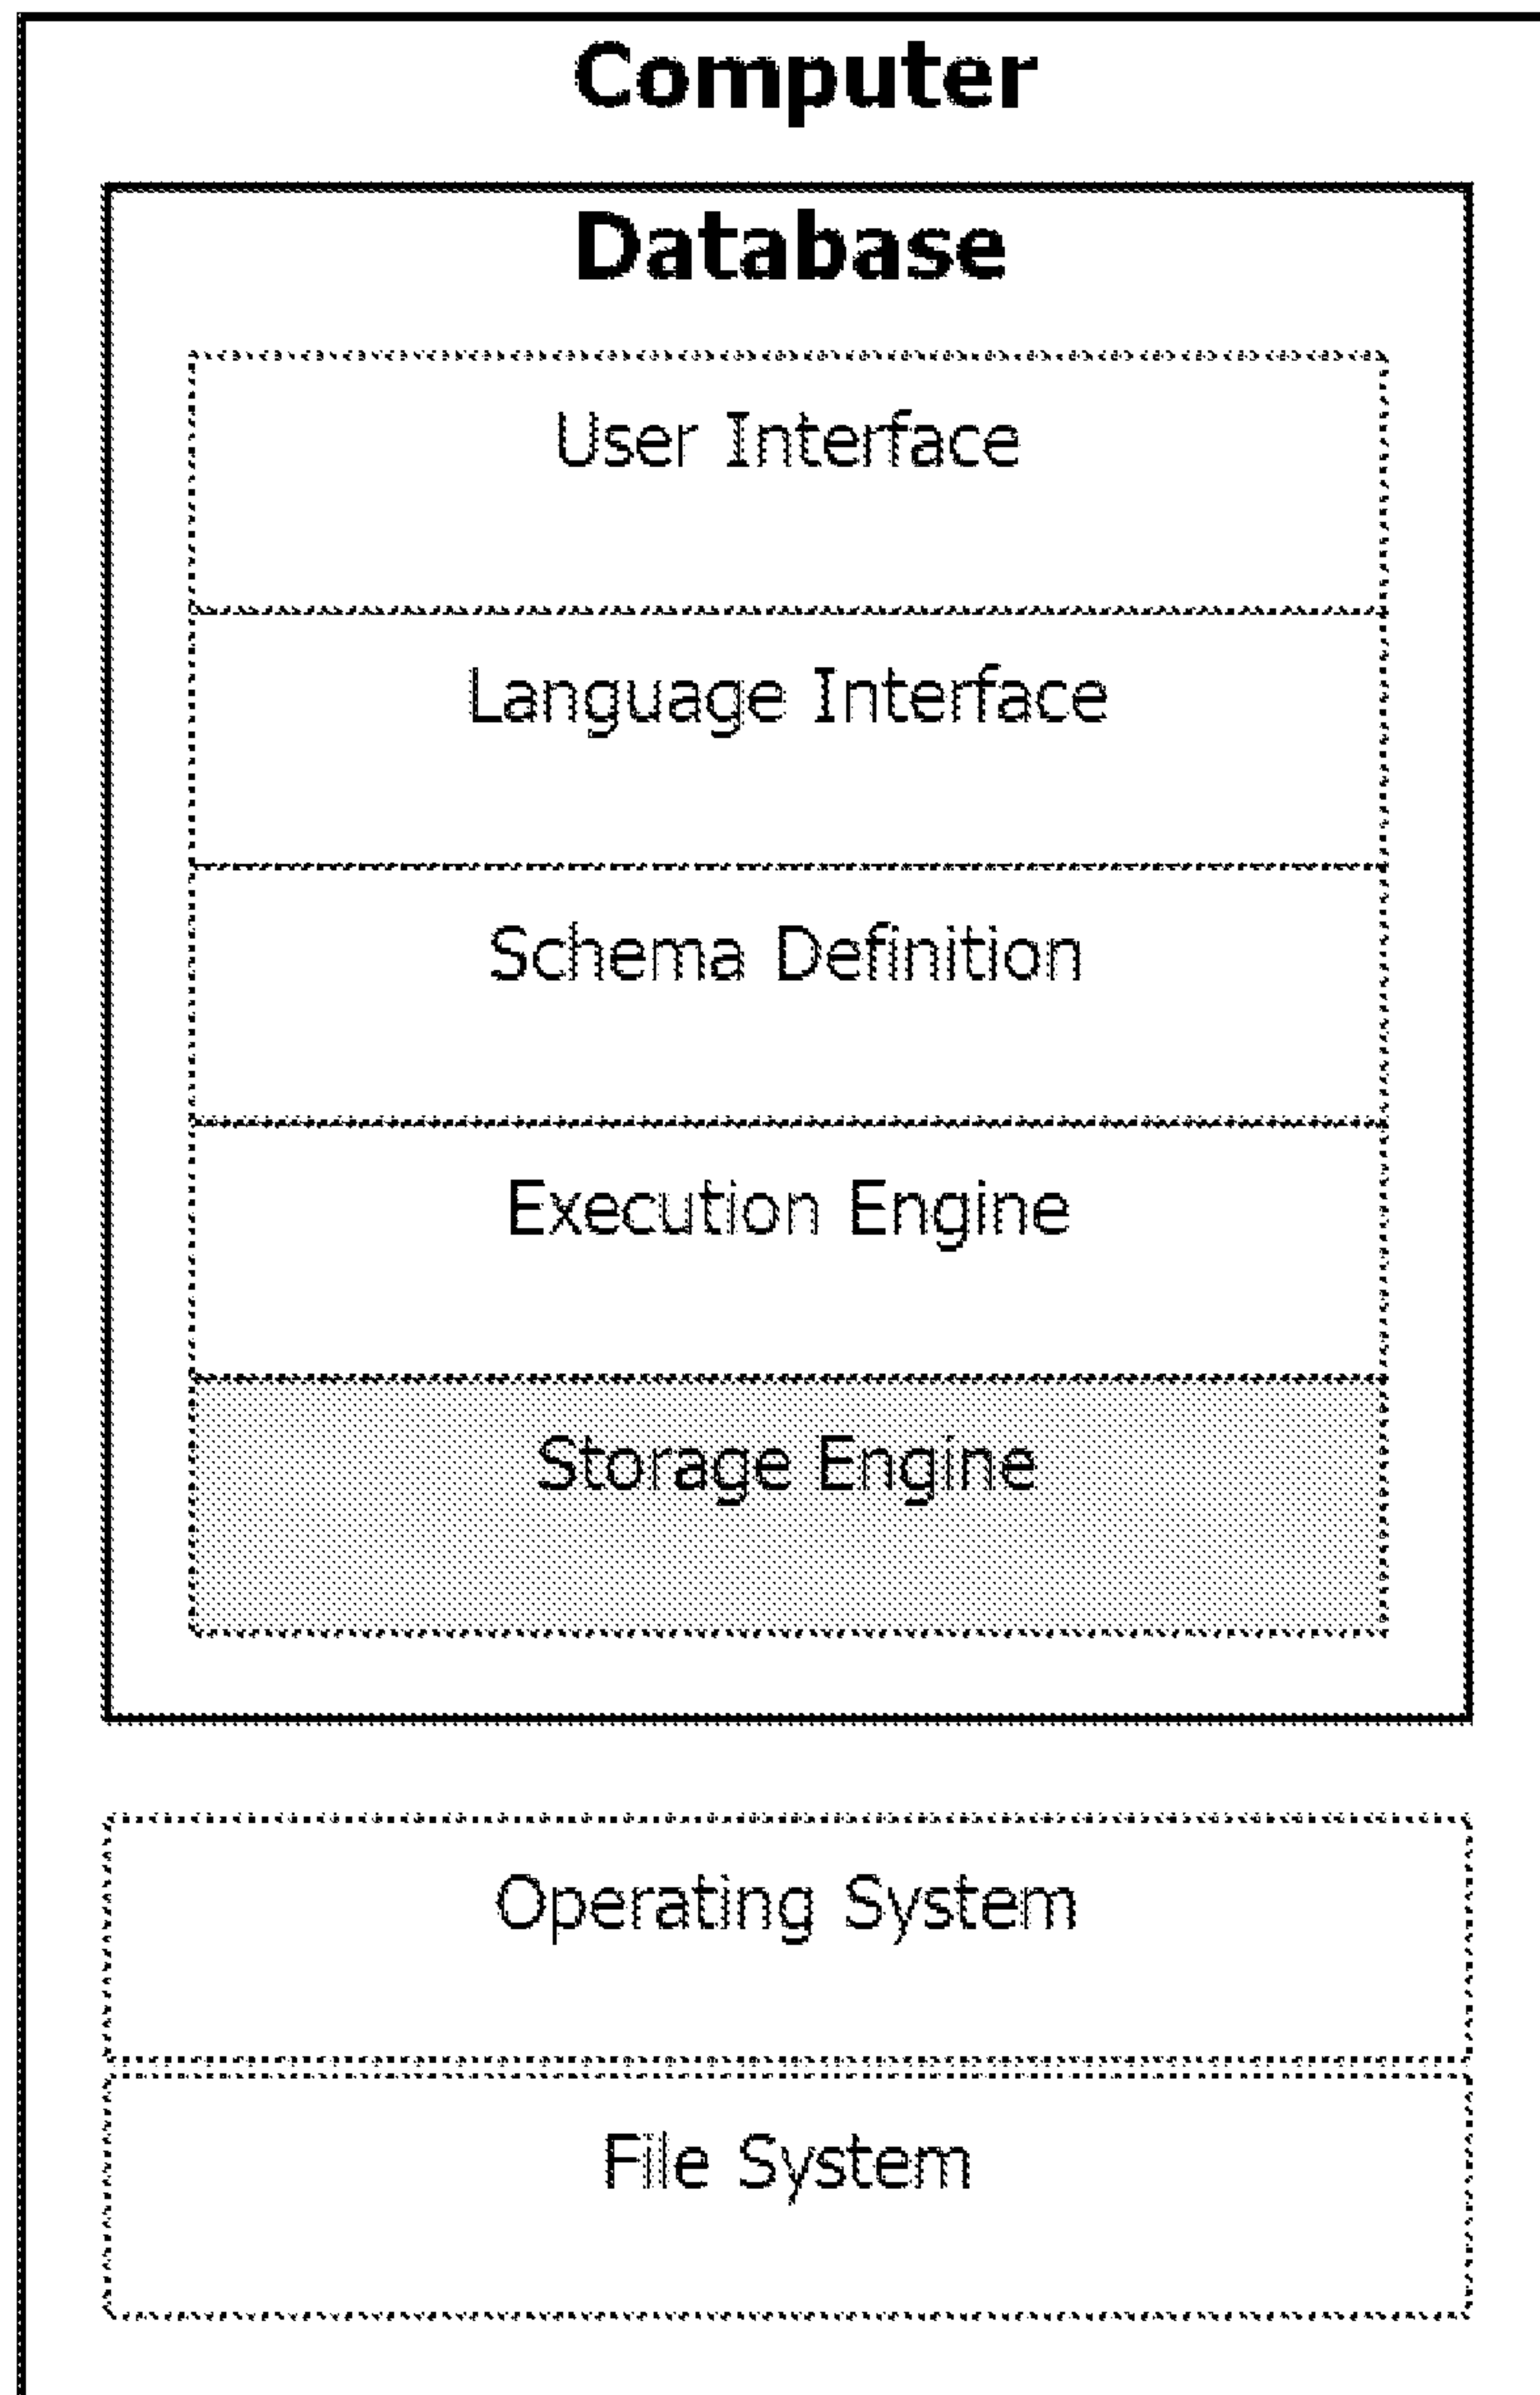 Computer
Database
User Interface
Language Interface
Schema Definition
Execution Engine
Storage Engine
Operating System
File System